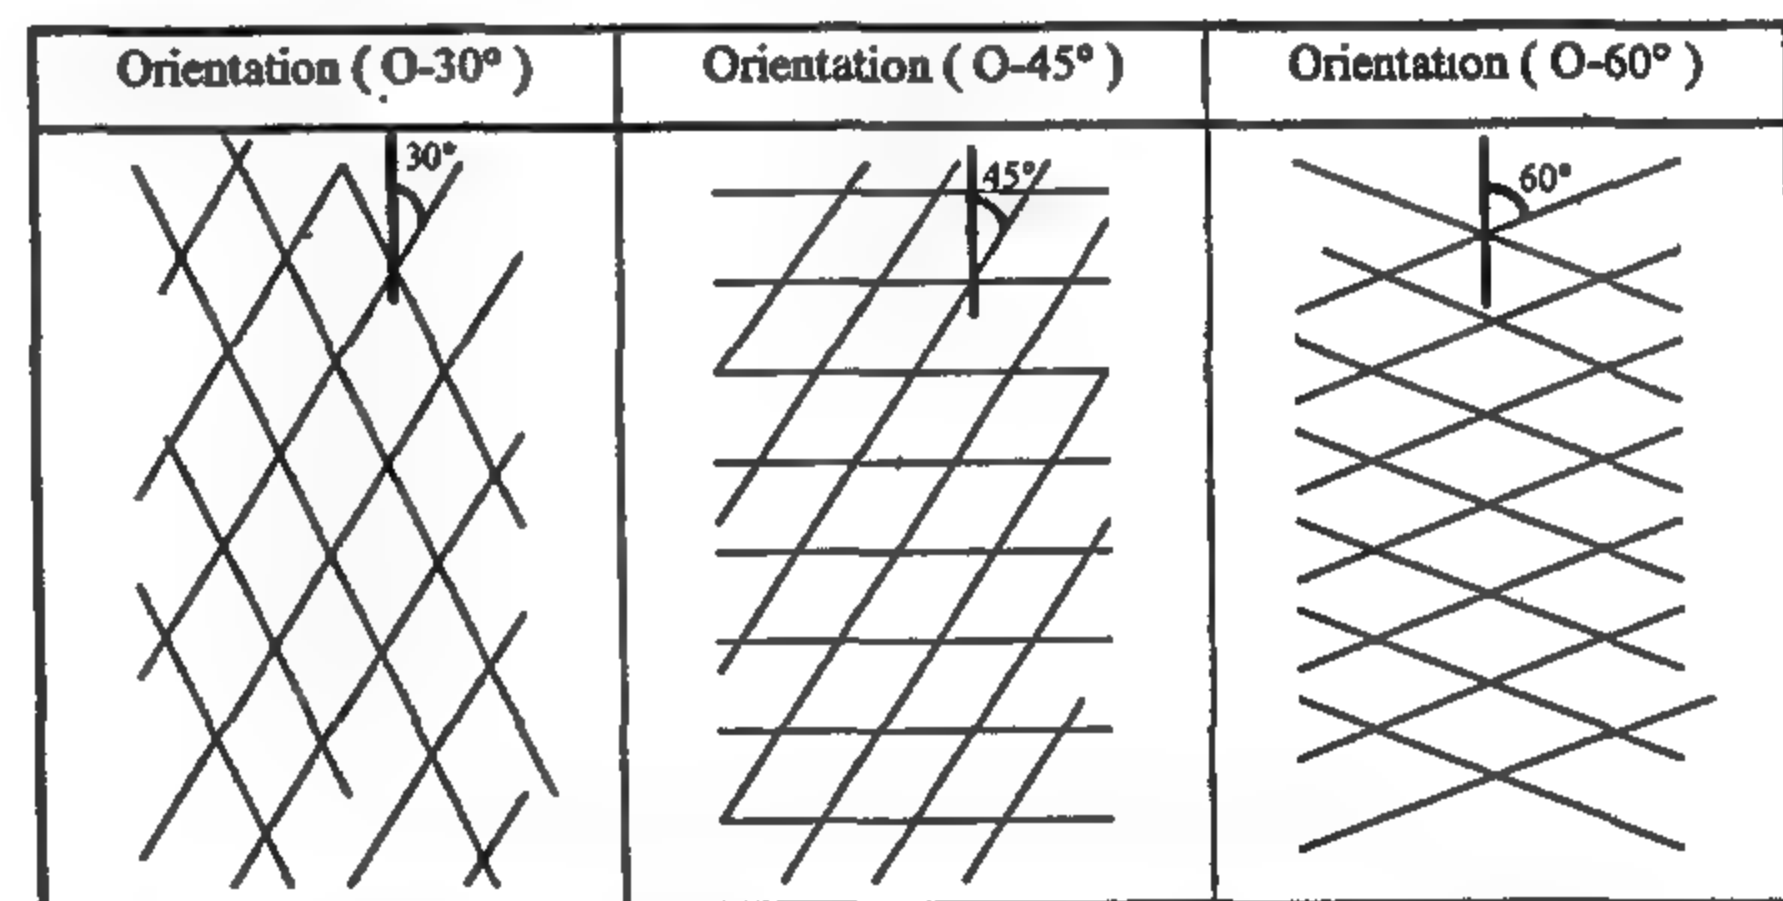 Orientation ( O-30° )
Orientation ( O-45° )
Orientation ( O-60° )
30°
45°
60°